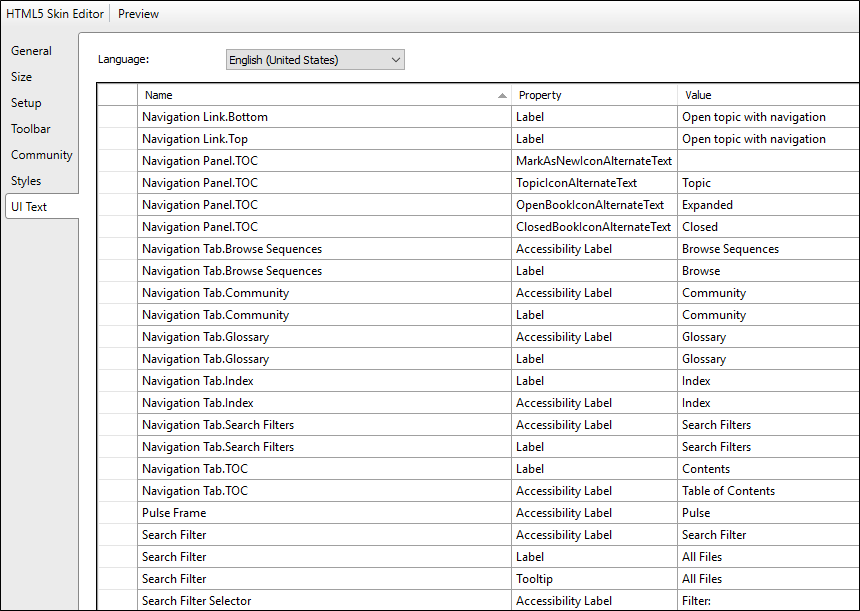 HTML5 Skin Editor Preview
General
Size
Setup
Toolbar
Community
Styles
UI Text
Language: English (United States)
Name Property Value
Navigation Link.Bottom Label Open topic with navigation
Navigation Link.Top Label Open topic with navigation
Navigation Panel.TOC MarkAsNewIconAlternateText
Navigation Panel.TOC TopicIconAlternateText Topic
Navigation Panel.TOC OpenBookIconAlternateText Expanded
Navigation Panel.TOC ClosedBookIconAlternateText Closed
Navigation Tab.Browse Sequences Accessibility Label Browse Sequences
Navigation Tab.Browse Sequences Label Browse
Navigation Tab.Community Accessibility Label Community
Navigation Tab.Community Label Community
Navigation Tab.Glossary Accessibility Label Glossary
Navigation Tab.Glossary Label Glossary
Navigation Tab.Index Label Index
Navigation Tab.Index Accessibility Label Index
Navigation Tab.Search Filters Accessibility Label Search Filters
Navigation Tab.Search Filters Label Search Filters
Navigation Tab.TOC Label Contents
Navigation Tab.TOC Accessibility Label Table of Contents
Pulse Frame Accessibility Label Pulse
Search Filter Accessibility Label Search Filter
Search Filter Label All Files
Search Filter Tooltip All Files
Search Filter Selector Accessibility Label Filter: